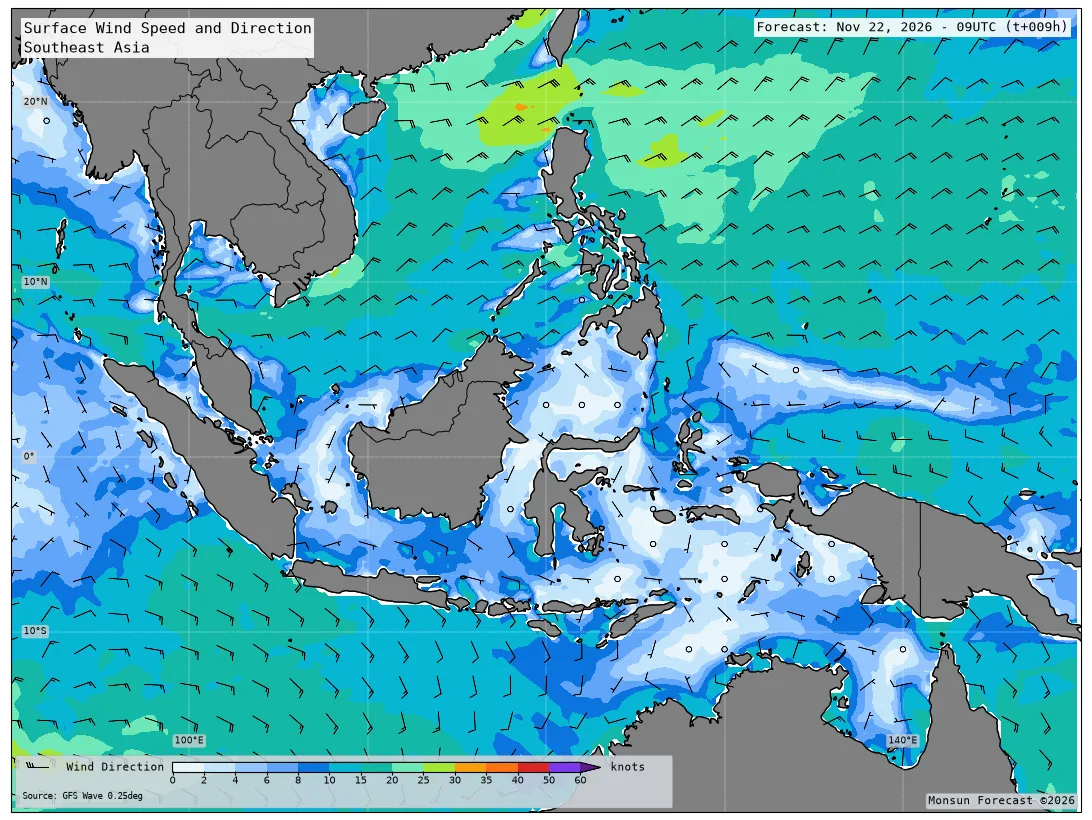 Surface Wind Speed and Direction
Southeast Asia
Forecast: Nov 22, 2026 - 09UTC (t+009h)
20°N
10°N
0°
10°S
100°E
140°E
Wind Direction
0 2 4 6 8 10 15 20 25 30 35 40 50 60
knots
Source: GFS Wave 0.25deg
Monsun Forecast ©2026